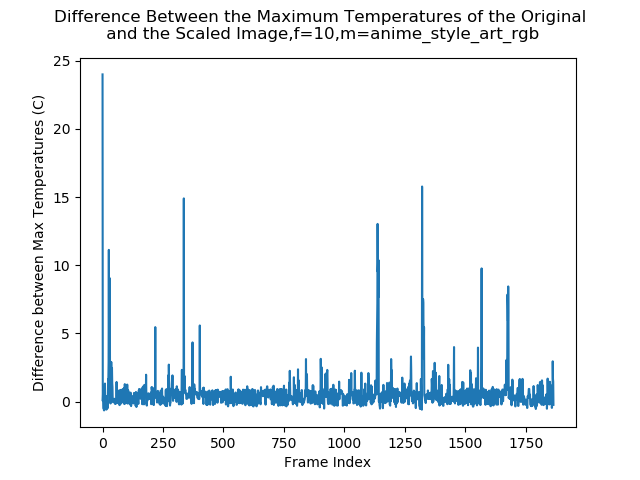 Difference Between the Maximum Temperatures of the Original
and the Scaled Image,f=10,m=anime_style_art_rgb
25
20
15
10
5
0
Difference between Max Temperatures (C)
0 250 500 750 1000 1250 1500 1750
Frame Index